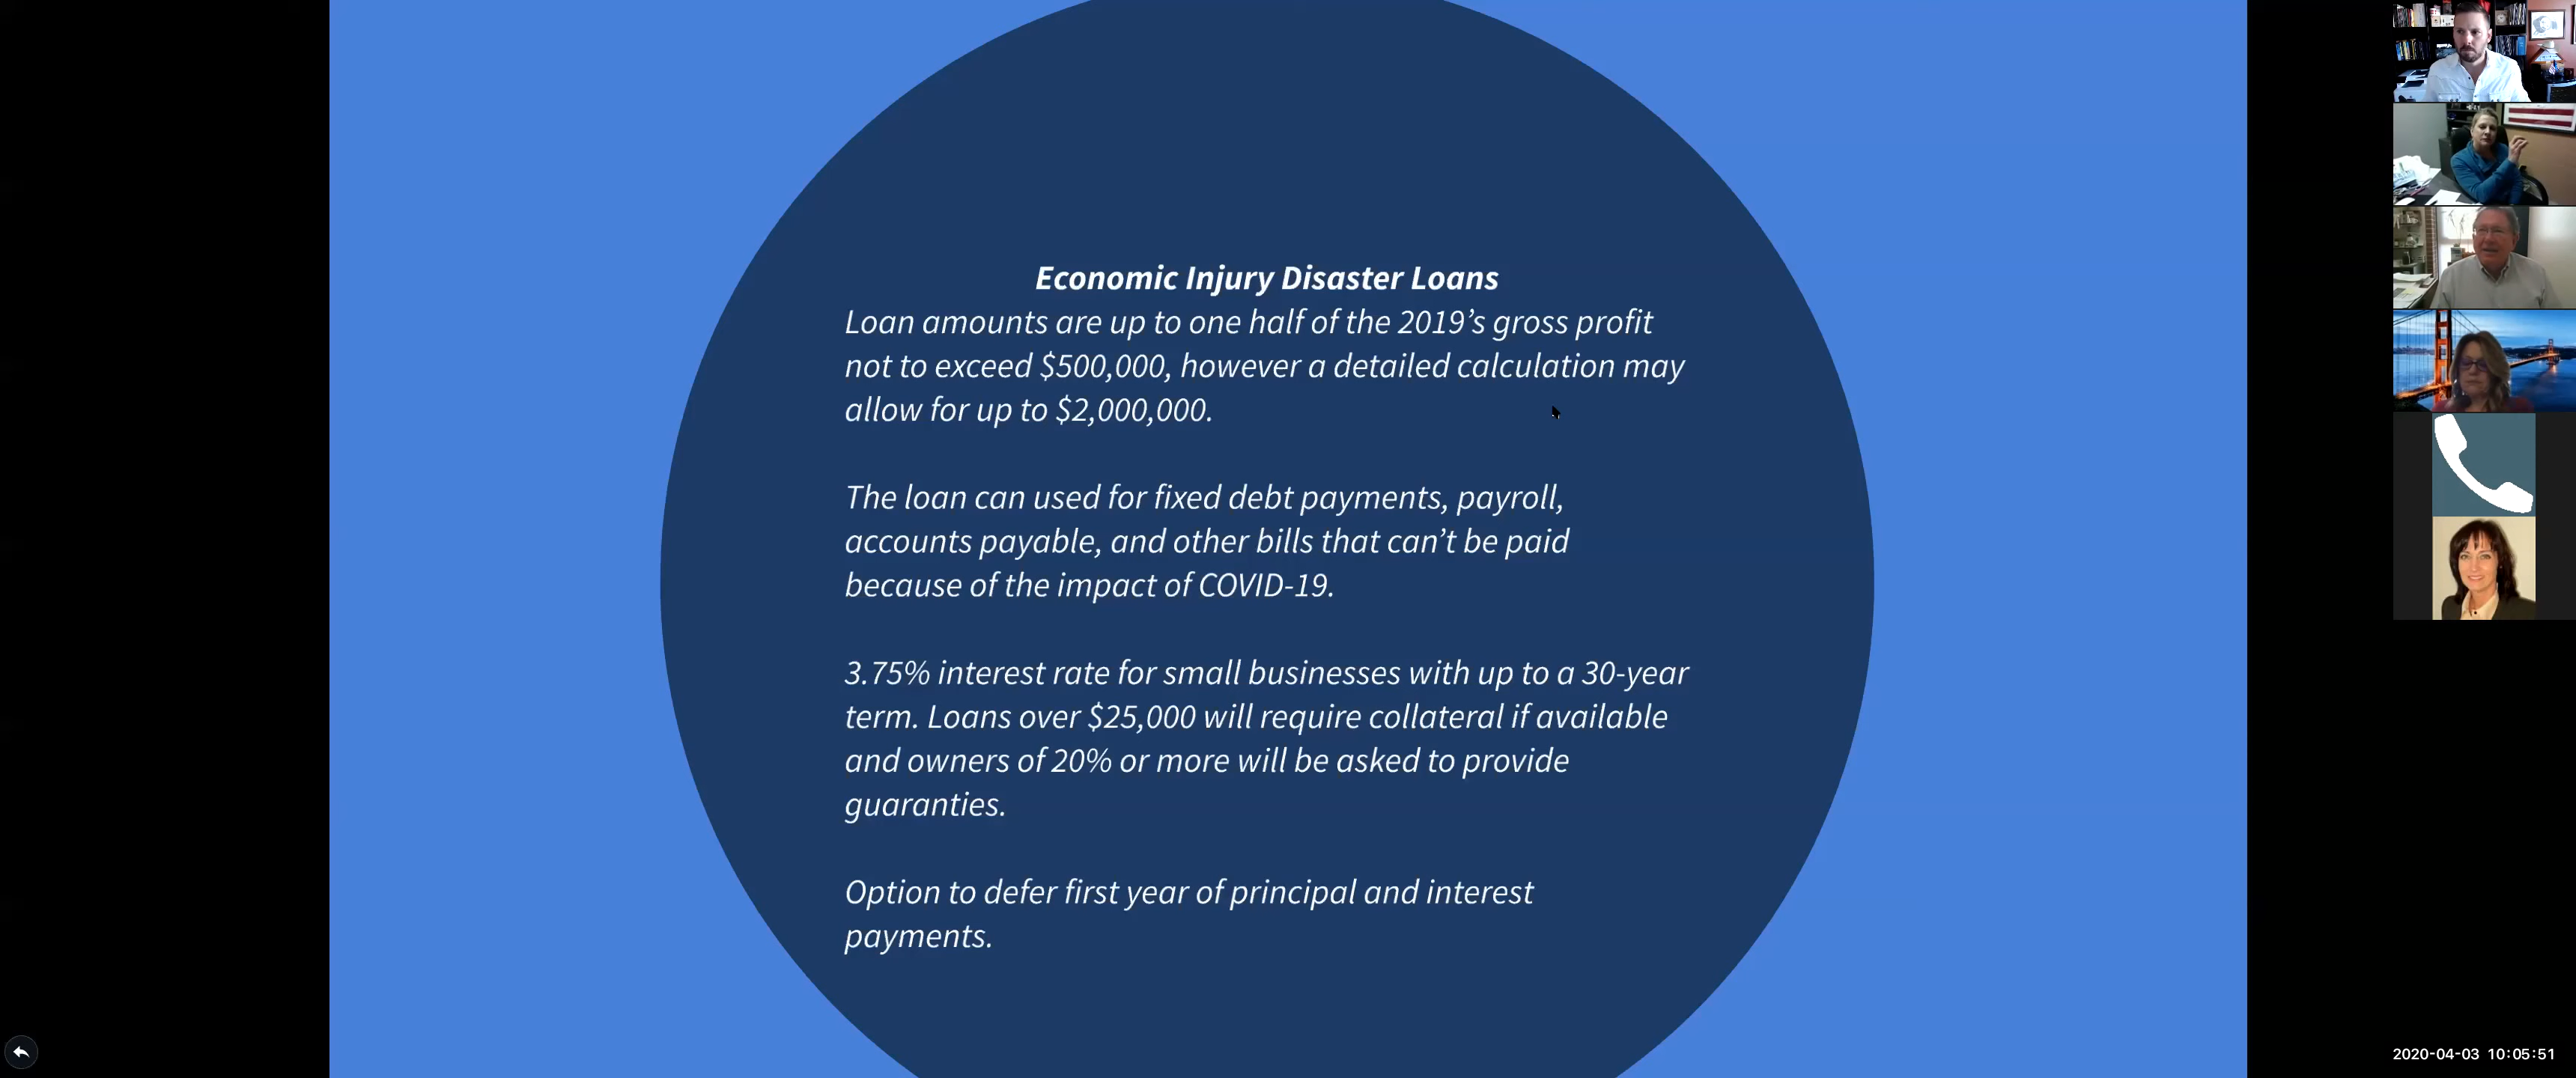 Economic Injury Disaster Loans
Loan amounts are up to one half of the 2019’s gross profit
not to exceed $500,000, however a detailed calculation may
allow for up to $2,000,000.
The loan can used for fixed debt payments, payroll,
accounts payable, and other bills that can’t be paid
because of the impact of COVID-19.
3.75% interest rate for small businesses with up to a 30-year
term. Loans over $25,000 will require collateral if available
and owners of 20% or more will be asked to provide
guaranties.
Option to defer first year of principal and interest
payments.
2020-04-03 10:05:51